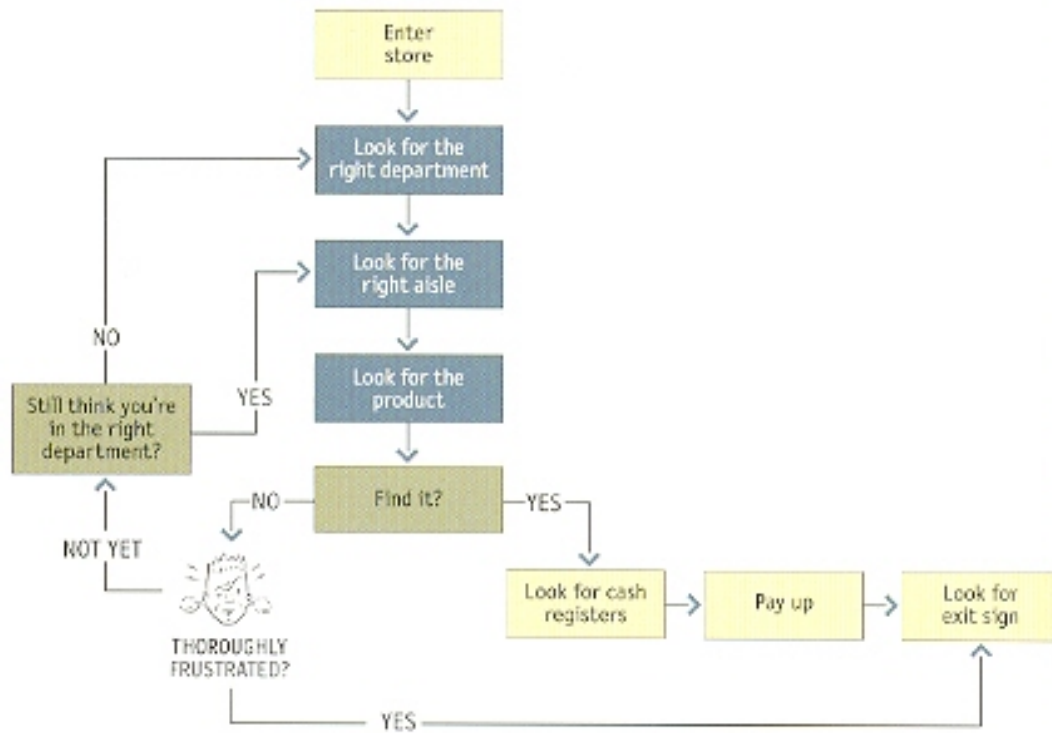 Enter
store
Look for the
right department
Look for the
right aisle
NO
Look for the
product
YES
Still think you're
in the right
department?
Find it?
NO
YES
NOT YET
Look for cash
registers
Pay up
Look for
exit sign
THOROUGHLY
FRUSTRATED?
YES